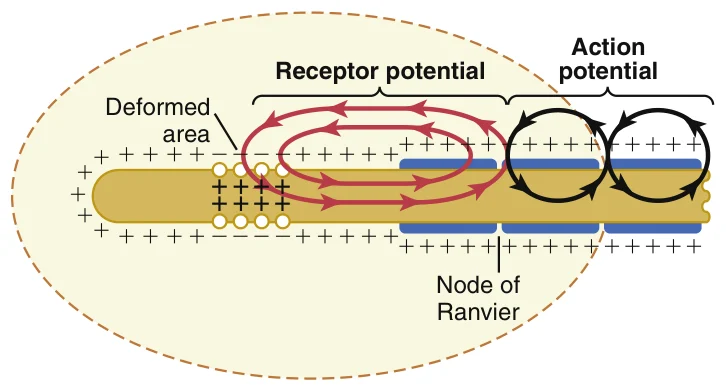 Action
Receptor potential
potential
Deformed
area
Node of
Ranvier